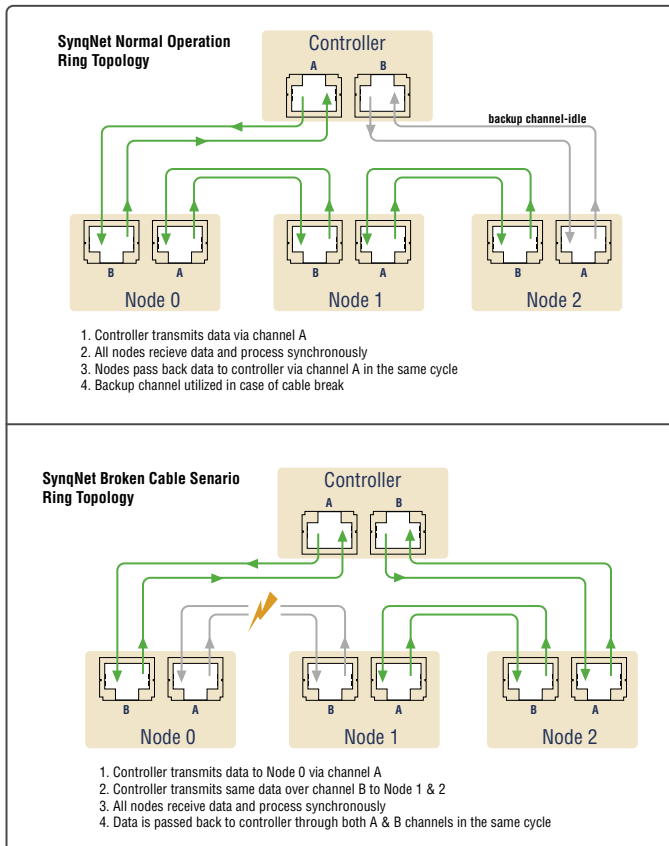 SynqNet Normal Operation
Ring Topology
Controller
A B
backup channel-idle
B A B A B A
Node 0 Node 1 Node 2
1. Controller transmits data via channel A
2. All nodes recieve data and process synchronously
3. Nodes pass back data to controller via channel A in the same cycle
4. Backup channel utilized in case of cable break
SynqNet Broken Cable Senario
Ring Topology
Controller
A B
B A B A B A
Node 0 Node 1 Node 2
1. Controller transmits data to Node 0 via channel A
2. Controller transmits same data over channel B to Node 1 & 2
3. All nodes receive data and process synchronously
4. Data is passed back to controller through both A & B channels in the same cycle